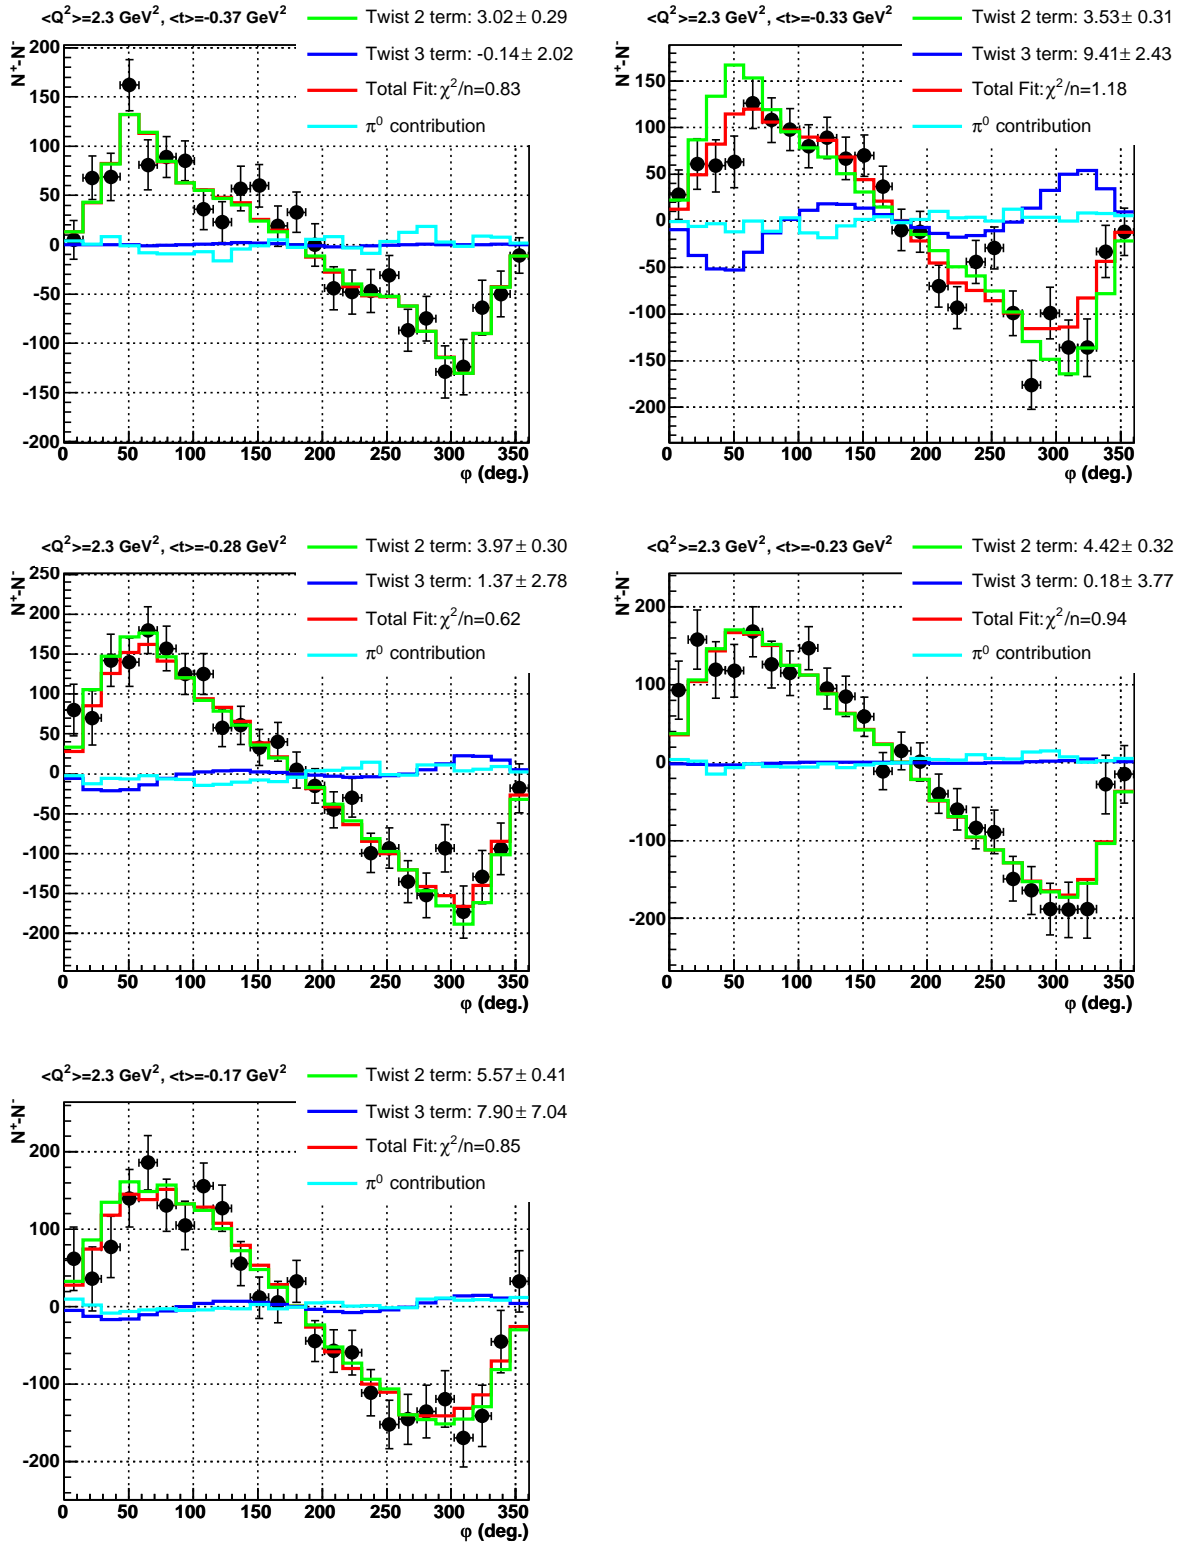 <Q²>=2.3 GeV², <t>=-0.37 GeV²
Twist 2 term: 3.02± 0.29
Twist 3 term: -0.14± 2.02
Total Fit: χ²/n=0.83
π⁰ contribution
N⁺-N⁻
200
150
100
50
0
-50
-100
-150
-200
0 50 100 150 200 250 300 350
φ (deg.)
<Q²>=2.3 GeV², <t>=-0.33 GeV²
Twist 2 term: 3.53± 0.31
Twist 3 term: 9.41± 2.43
Total Fit: χ²/n=1.18
π⁰ contribution
N⁺-N⁻
150
100
50
0
-50
-100
-150
-200
0 50 100 150 200 250 300 350
φ (deg.)
<Q²>=2.3 GeV², <t>=-0.28 GeV²
Twist 2 term: 3.97± 0.30
Twist 3 term: 1.37± 2.78
Total Fit: χ²/n=0.62
π⁰ contribution
N⁺-N⁻
250
200
150
100
50
0
-50
-100
-150
-200
0 50 100 150 200 250 300 350
φ (deg.)
<Q²>=2.3 GeV², <t>=-0.23 GeV²
Twist 2 term: 4.42± 0.32
Twist 3 term: 0.18± 3.77
Total Fit: χ²/n=0.94
π⁰ contribution
N⁺-N⁻
200
100
0
-100
-200
0 50 100 150 200 250 300 350
φ (deg.)
<Q²>=2.3 GeV², <t>=-0.17 GeV²
Twist 2 term: 5.57± 0.41
Twist 3 term: 7.90± 7.04
Total Fit: χ²/n=0.85
π⁰ contribution
N⁺-N⁻
200
100
0
-100
-200
0 50 100 150 200 250 300 350
φ (deg.)